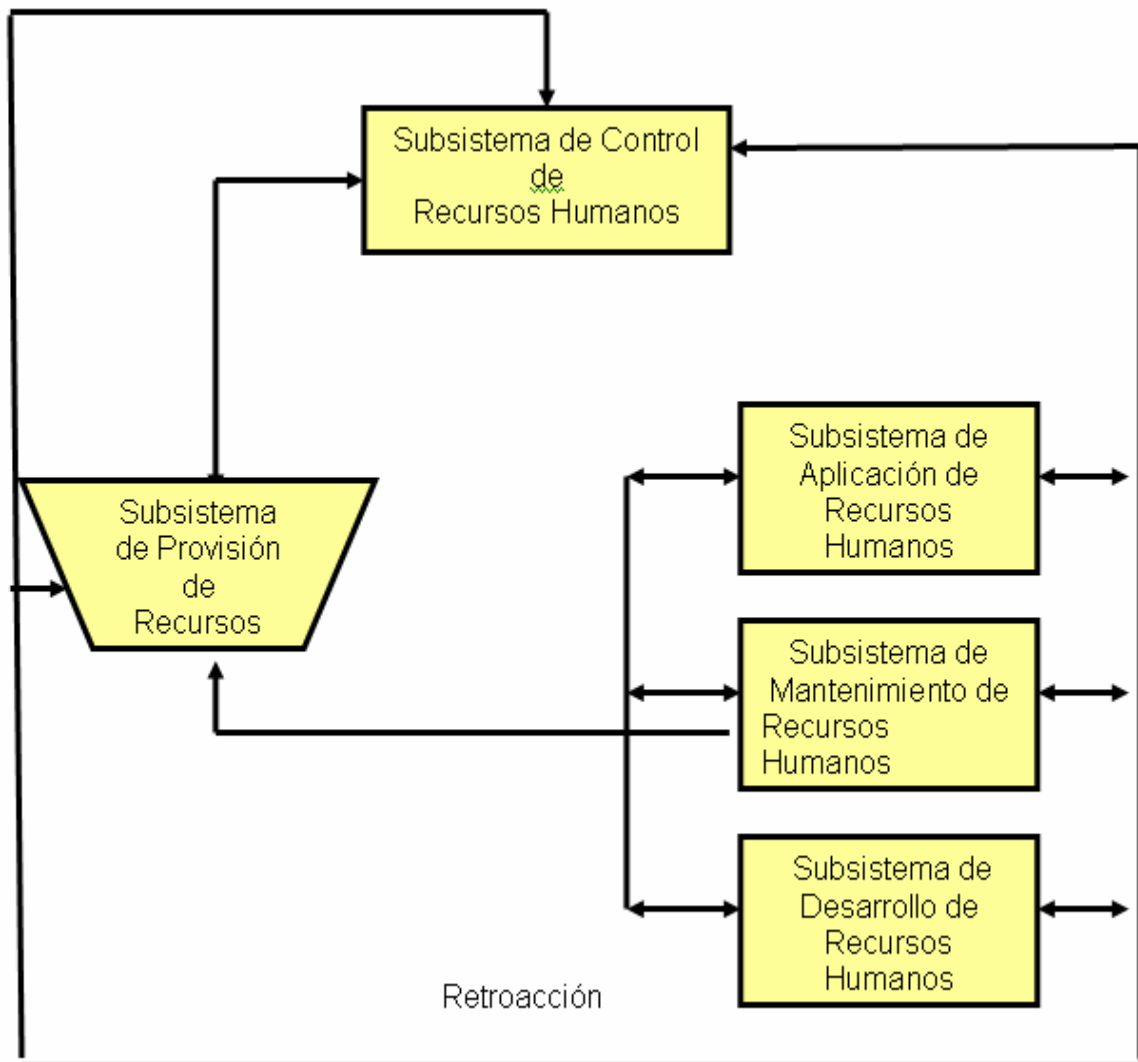 Subsistema de Control
de
Recursos Humanos
Subsistema
de Provisión
de
Recursos
Subsistema de
Aplicación de
Recursos
Humanos
Subsistema de
Mantenimiento de
Recursos
Humanos
Subsistema de
Desarrollo de
Recursos
Humanos
Retroacción